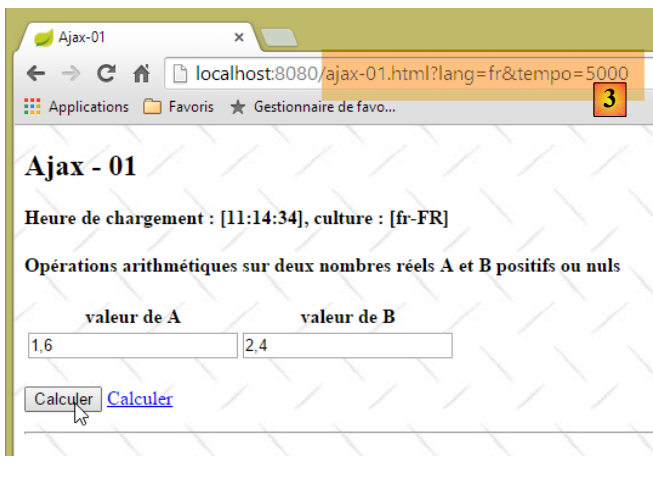 Ajax-01
localhost:8080/ajax-01.html?lang=fr&tempo=5000
3
Applications Favoris Gestionnaire de favo...
Ajax - 01
Heure de chargement : [11:14:34], culture : [fr-FR]
Opérations arithmétiques sur deux nombres réels A et B positifs ou nuls
valeur de A valeur de B
1,6 2,4
Calculer Calculer